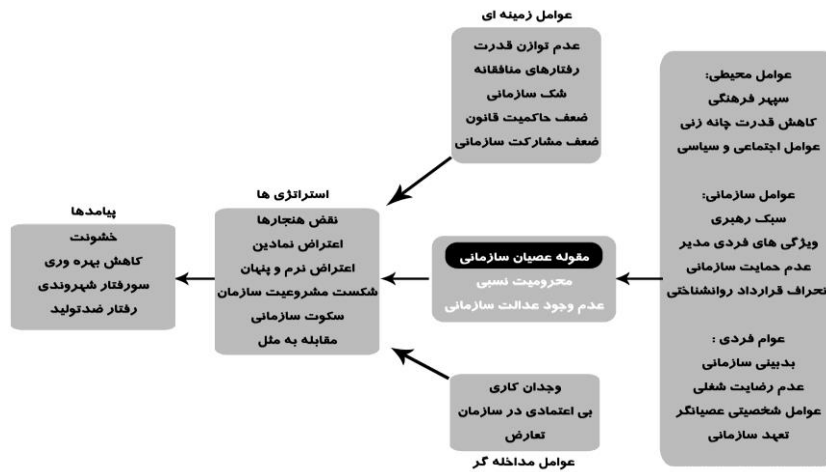 عوامل زمینه ای
عدم توازن قدرت
رفتارهای منافقانه
شک سازمانی
ضعف حاکمیت قانون
ضعف مشارکت سازمانی
عوامل محیطی:
سپهر فرهنگی
کاهش قدرت چانه زنی
عوامل اجتماعی و سیاسی
عوامل سازمانی:
سبک رهبری
ویژگی های فردی مدیر
عدم حمایت سازمانی
نحراف قرارداد روانشناختی
عوام فردی :
بدبینی سازمانی
عدم رضایت شغلی
عوامل شخصیتی عصیانگر
تعهد سازمانی
مقوله عصیان سازمانی
محرومیت نسبی
عدم وجود عدالت سازمانی
استراتژی ها
نقض هنجارها
اعتراض نمادین
اعتراض نرم و پنهان
شکست مشروعیت سازمان
سکوت سازمانی
مقابله به مثل
پیامدها
خشونت
کاهش بهره وری
سورفتار شهروندی
رفتار ضدتولید
وجدان کاری
بی اعتمادی در سازمان
تعارض
عوامل مداخله گر